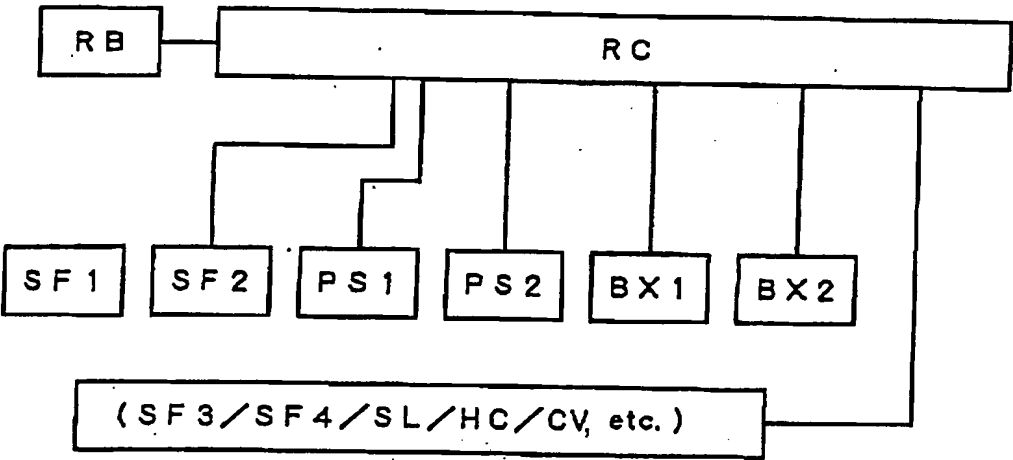 RB
RC
SF1 SF2 PS1 PS2 BX1 BX2
(SF3/SF4/SL/HC/CV, etc.)